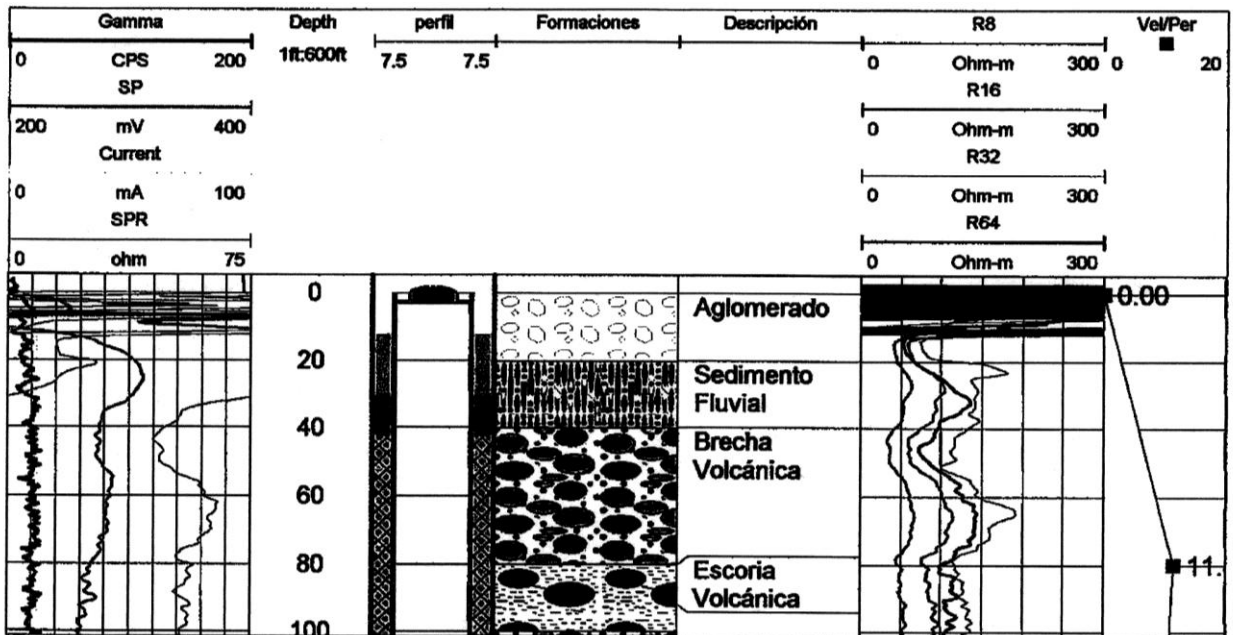 Gamma Depth perfil Formaciones Descripción R8 Vel/Per
0 CPS 200 1ft:600ft 7.5 7.5 0 Ohm-m 300 0 20
SP R16
200 mV 400 0 Ohm-m 300
Current R32
0 mA 100 0 Ohm-m 300
SPR R64
0 ohm 75 0 Ohm-m 300
0 0.00
Aglomerado
20
Sedimento
Fluvial
40
Brecha
Volcánica
60
80 11.
Escoria
Volcánica
100